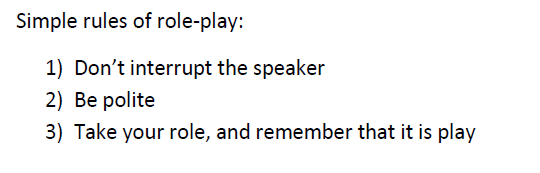 Simple rules of role-play:
1) Don’t interrupt the speaker
2) Be polite
3) Take your role, and remember that it is play